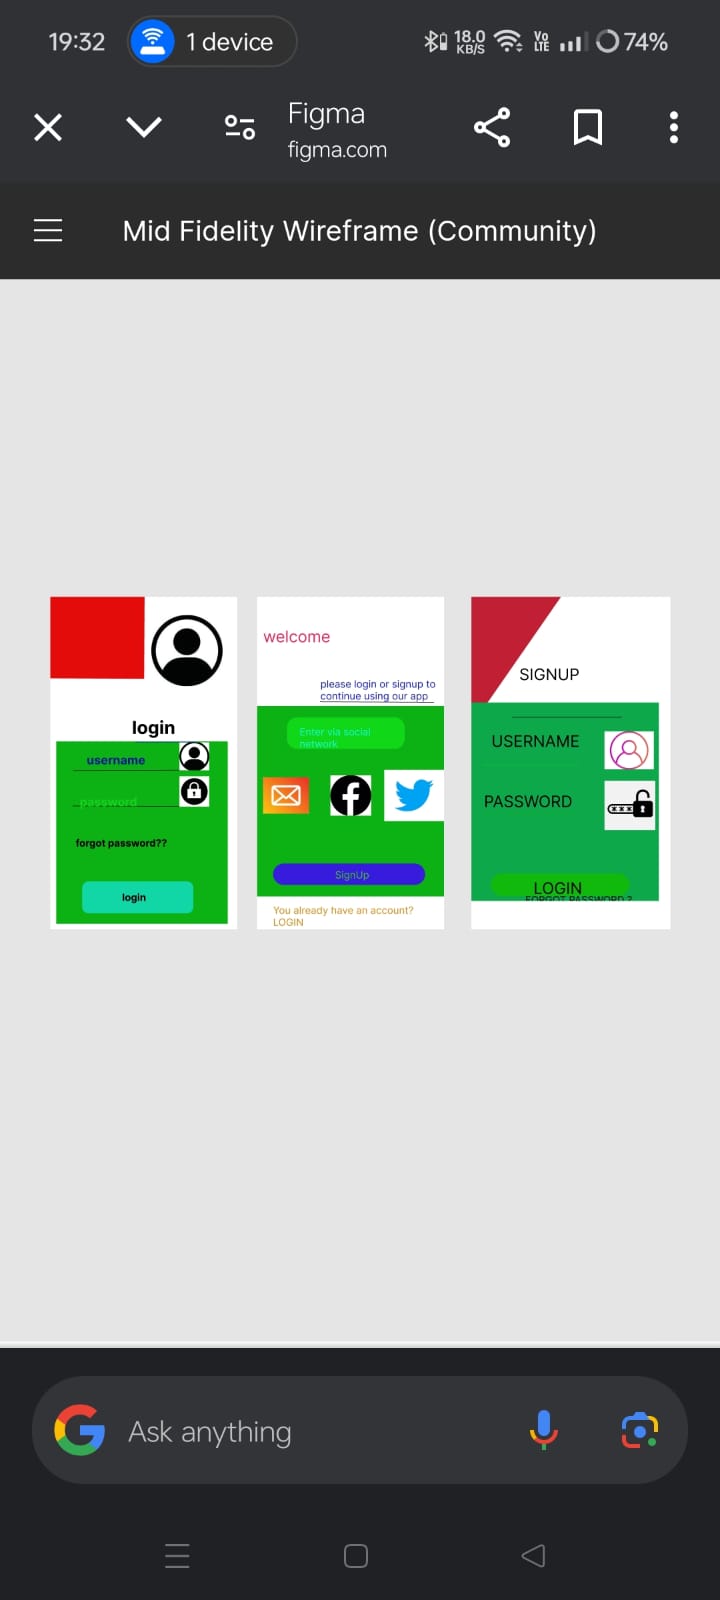 19:32
1 device
18.0
KB/S
Vo
LTE
74%
Figma
figma.com
Mid Fidelity Wireframe (Community)
login
username
password
forgot password??
login
welcome
please login or signup to
continue using our app
Enter via social
network
SignUp
You already have an account?
LOGIN
SIGNUP
USERNAME
PASSWORD
***
LOGIN
FORGOT PASSWORD ?
Ask anything